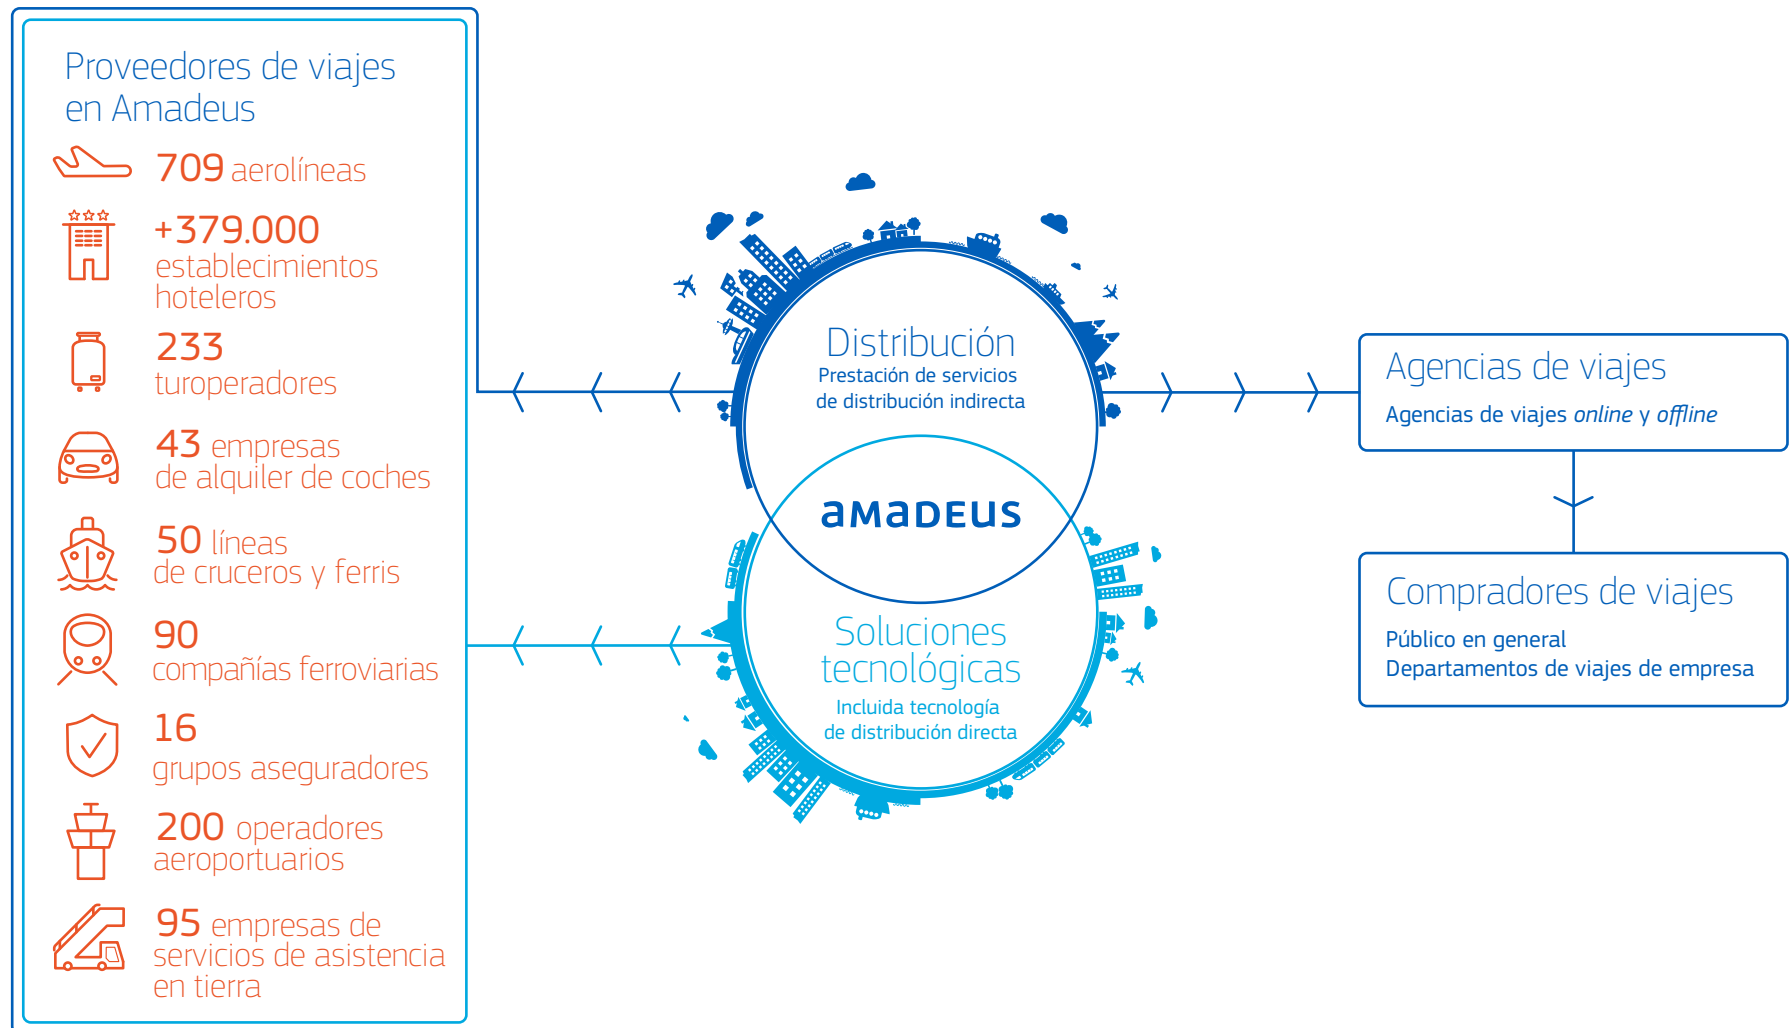 Proveedores de viajes
en Amadeus
709 aerolíneas
+379.000
establecimientos
hoteleros
233
turoperadores
43 empresas
de alquiler de coches
50 líneas
de cruceros y ferris
90
compañías ferroviarias
16
grupos aseguradores
200 operadores
aeroportuarios
95 empresas de
servicios de asistencia
en tierra
Distribución
Prestación de servicios
de distribución indirecta
aMaDEUS
Soluciones
tecnológicas
Incluida tecnología
de distribución directa
Agencias de viajes
Agencias de viajes online y offline
Compradores de viajes
Público en general
Departamentos de viajes de empresa